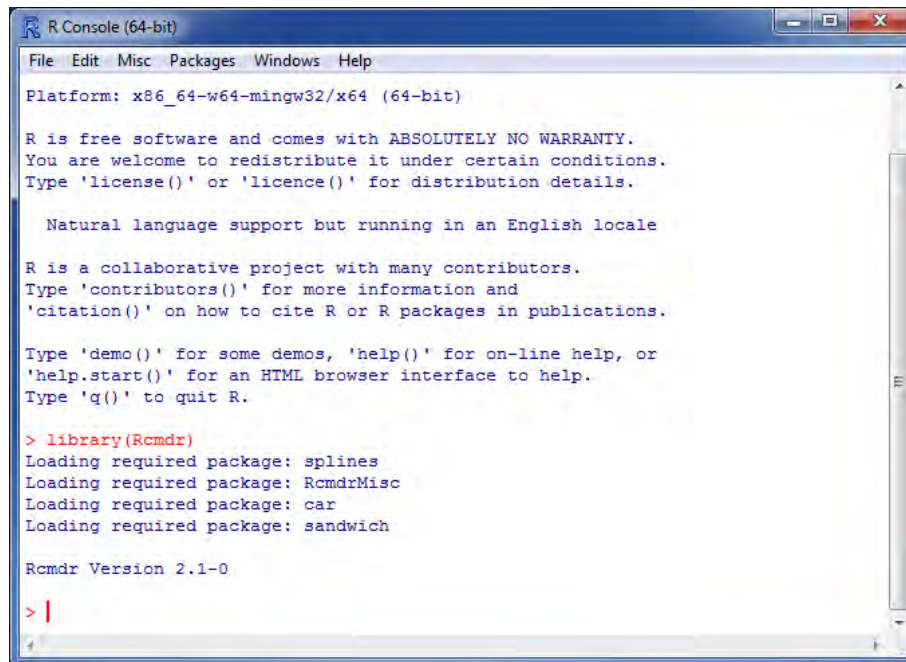 R Console (64-bit)
File Edit Misc Packages Windows Help
Platform: x86_64-w64-mingw32/x64 (64-bit)
R is free software and comes with ABSOLUTELY NO WARRANTY.
You are welcome to redistribute it under certain conditions.
Type 'license()' or 'licence()' for distribution details.
Natural language support but running in an English locale
R is a collaborative project with many contributors.
Type 'contributors()' for more information and
'citation()' on how to cite R or R packages in publications.
Type 'demo()' for some demos, 'help()' for on-line help, or
'help.start()' for an HTML browser interface to help.
Type 'q()' to quit R.
> library(Rcmdr)
Loading required package: splines
Loading required package: RcmdrMisc
Loading required package: car
Loading required package: sandwich
Rcmdr Version 2.1-0
>